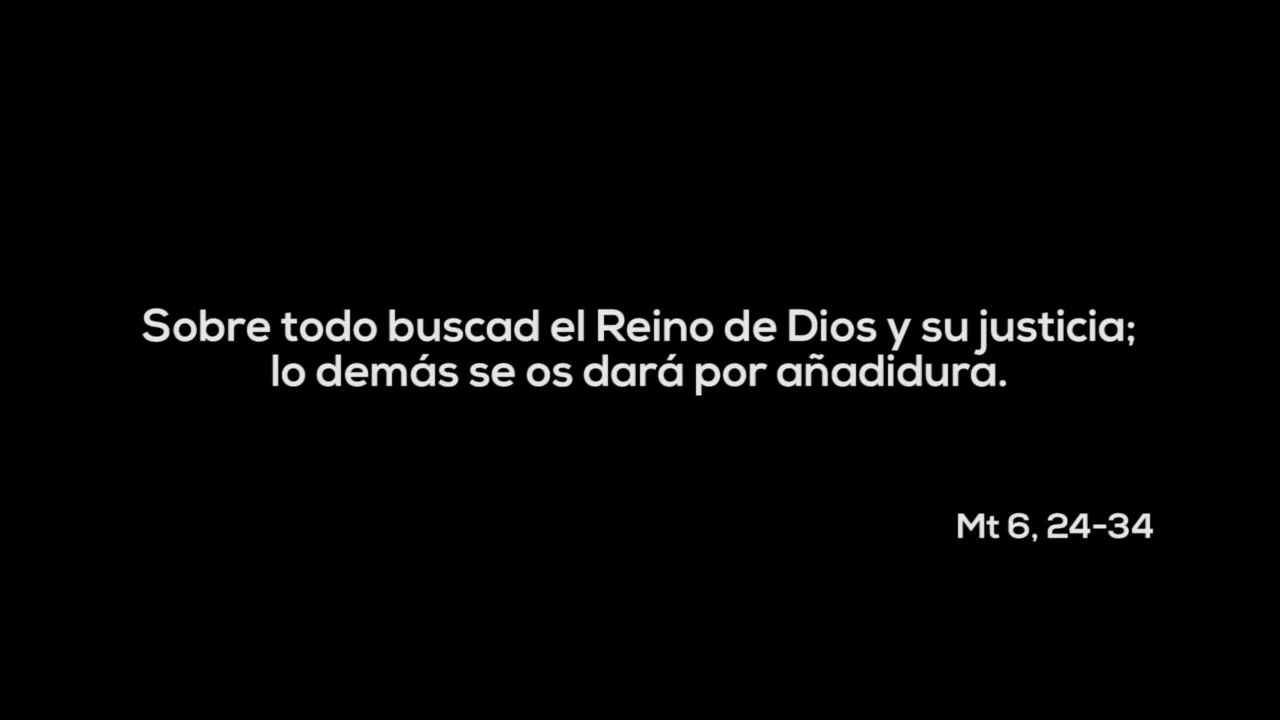 Sobre todo buscad el Reino de Dios y su justicia;
lo demás se os dará por añadidura.
Mt 6, 24-34